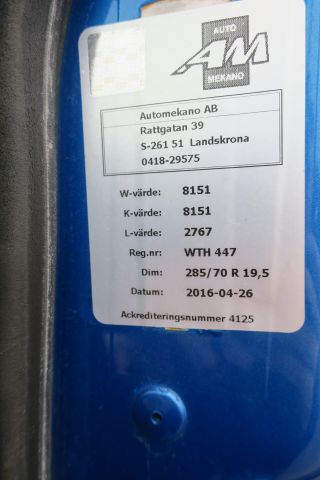 AUTO
AM
MEKANO
Automekano AB
Rattgatan 39
S-261 51 Landskrona
0418-29575
W-värde: 8151
K-värde: 8151
L-värde: 2767
Reg.nr: WTH 447
Dim: 285/70 R 19,5
Datum: 2016-04-26
Ackrediteringsnummer 4125